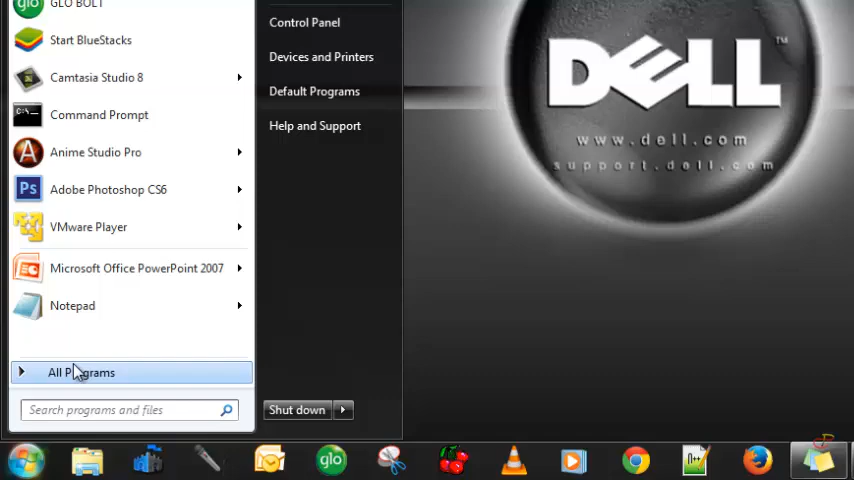 GLO BOLT
Start BlueStacks
Camtasia Studio 8
C:\_
Command Prompt
Anime Studio Pro
Ps
Adobe Photoshop CS6
VMware Player
Microsoft Office PowerPoint 2007
Notepad
All Programs
Search programs and files
Control Panel
Devices and Printers
Default Programs
Help and Support
Shut down
DELL™
www.dell.com
support.dell.com
glo